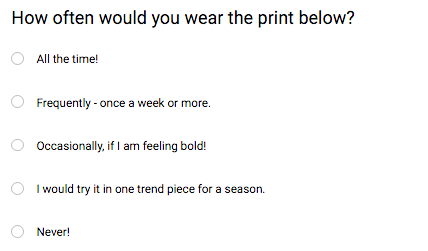 How often would you wear the print below?
All the time!
Frequently - once a week or more.
Occasionally, if I am feeling bold!
I would try it in one trend piece for a season.
Never!